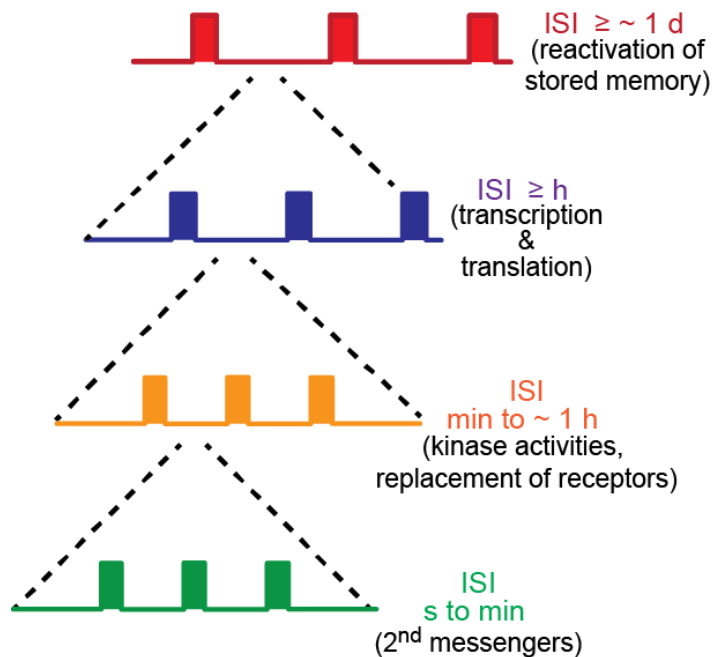 ISI ≥ ~ 1 d
(reactivation of
stored memory)
ISI ≥ h
(transcription
&
translation)
ISI
min to ~ 1 h
(kinase activities,
replacement of receptors)
ISI
s to min
(2nd messengers)